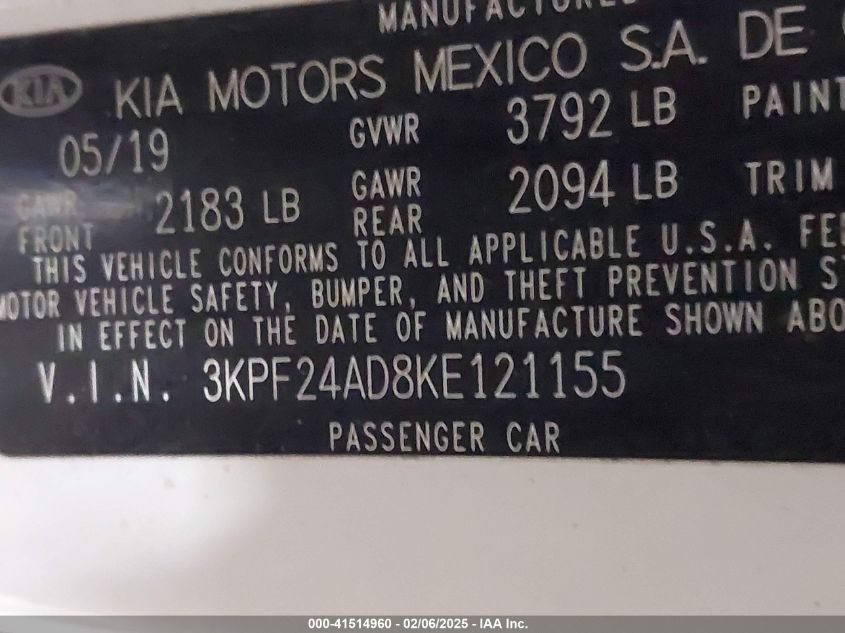 MANUFACTURED
KIA KIA MOTORS MEXICO S.A. DE
05/19 GVWR 3792 LB PAINT
GAWR FRONT 2183 LB GAWR REAR 2094 LB TRIM
THIS VEHICLE CONFORMS TO ALL APPLICABLE U.S.A.
MOTOR VEHICLE SAFETY, BUMPER, AND THEFT PREVENTION
IN EFFECT ON THE DATE OF MANUFACTURE SHOWN
V.I.N. 3KPF24AD8KE121155
PASSENGER CAR
000-41514960 - 02/06/2025 - IAA Inc.